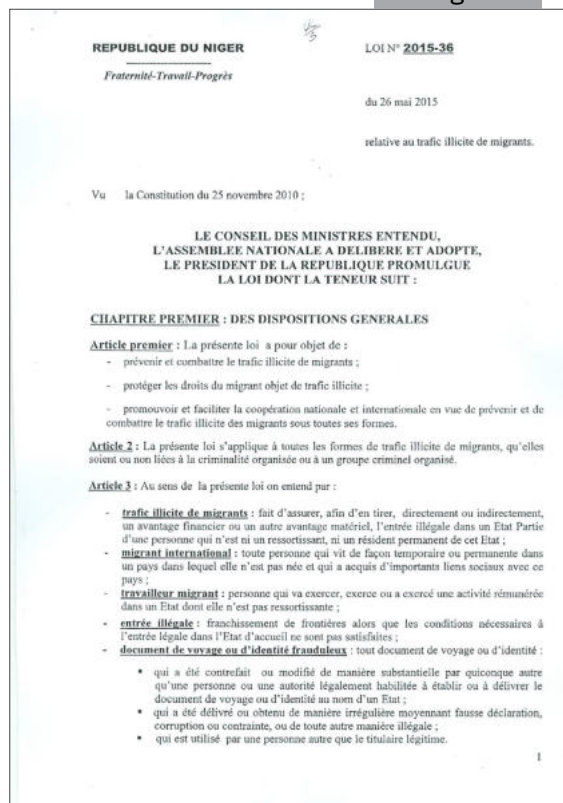 REPUBLIQUE DU NIGER
Fraternité-Travail-Progrès
LOI N° 2015-36
du 26 mai 2015
relative au trafic illicite de migrants.
Vu la Constitution du 25 novembre 2010 ;
LE CONSEIL DES MINISTRES ENTENDU,
L'ASSEMBLEE NATIONALE A DELIBERE ET ADOPTE,
LE PRESIDENT DE LA REPUBLIQUE PROMULGUE
LA LOI DONT LA TENEUR SUIT :
CHAPITRE PREMIER : DES DISPOSITIONS GENERALES
Article premier : La présente loi a pour objet de :
- prévenir et combattre le trafic illicite de migrants ;
- protéger les droits du migrant objet de trafic illicite ;
- promouvoir et faciliter la coopération nationale et internationale en vue de prévenir et de
combattre le trafic illicite des migrants sous toutes ses formes.
Article 2 : La présente loi s'applique à toutes les formes de trafic illicite de migrants, qu'elles
soient ou non liées à la criminalité organisée ou à un groupe criminel organisé.
Article 3 : Au sens de la présente loi on entend par :
- trafic illicite de migrants : fait d'assurer, afin d'en tirer, directement ou indirectement,
un avantage financier ou un autre avantage matériel, l'entrée illégale dans un Etat Partie
d'une personne qui n'est ni un ressortissant, ni un résident permanent de cet Etat ;
- migrant international : toute personne qui vit de façon temporaire ou permanente dans
un pays dans lequel elle n'est pas née et qui a acquis d'importants liens sociaux avec ce
pays ;
- travailleur migrant : personne qui va exercer, exerce ou a exercé une activité rémunérée
dans un Etat dont elle n'est pas ressortissante ;
- entrée illégale : franchissement de frontières alors que les conditions nécessaires à
l'entrée légale dans l'Etat d'accueil ne sont pas satisfaites ;
- document de voyage ou d'identité frauduleux : tout document de voyage ou d'identité :
▪ qui a été contrefait ou modifié de manière substantielle par quiconque autre
qu'une personne ou une autorité légalement habilitée à établir ou à délivrer le
document de voyage ou d'identité au nom d'un Etat ;
▪ qui a été délivré ou obtenu de manière irrégulière moyennant fausse déclaration,
corruption ou contrainte, ou de toute autre manière illégale ;
▪ qui est utilisé par une personne autre que le titulaire légitime.
1